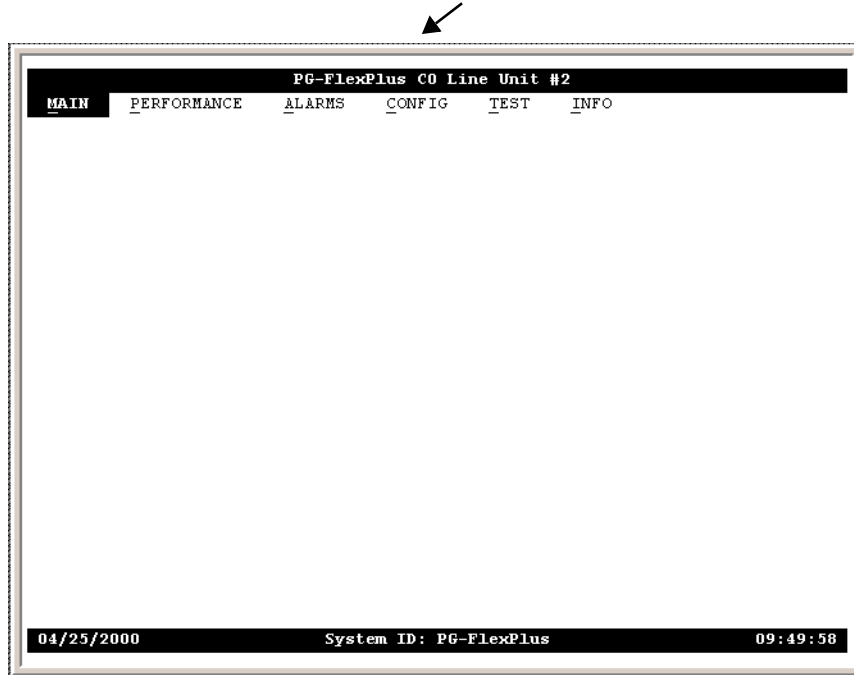 PG-FlexPlus CO Line Unit #2
MAIN PERFORMANCE ALARMS CONFIG TEST INFO
04/25/2000 System ID: PG-FlexPlus 09:49:58